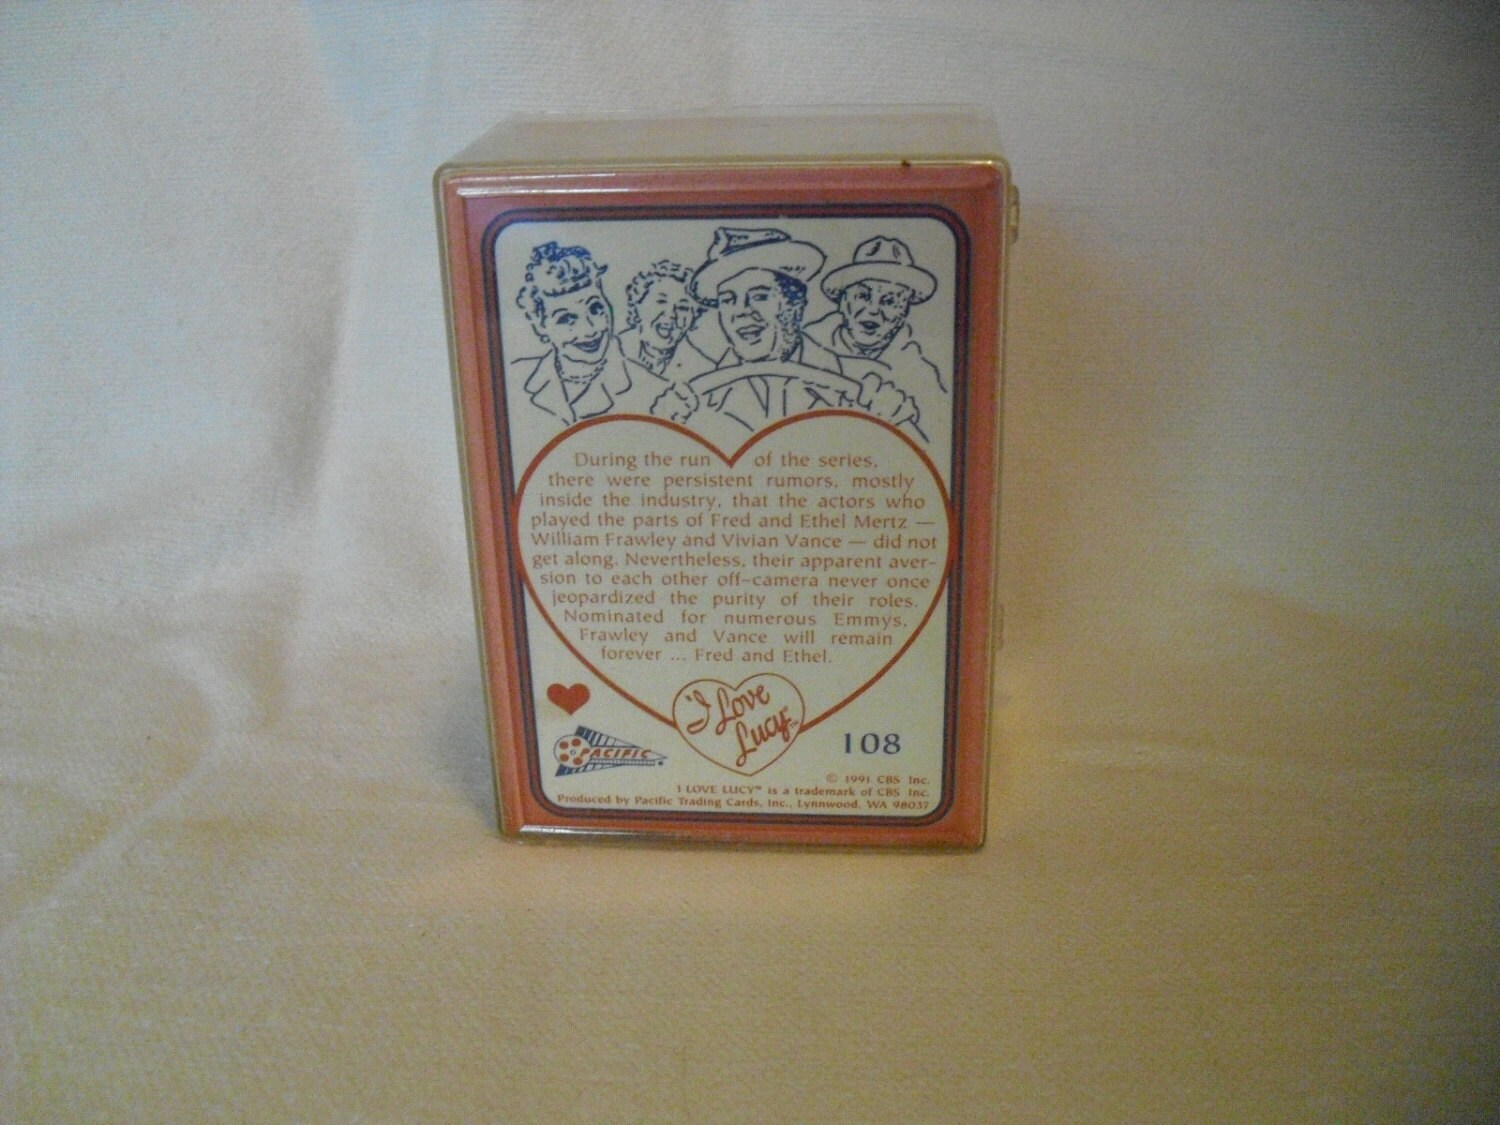 During the run of the series,
there were persistent rumors, mostly
inside the industry, that the actors who
played the parts of Fred and Ethel Mertz —
William Frawley and Vivian Vance — did not
get along. Nevertheless, their apparent aver-
sion to each other off-camera never once
jeopardized the purity of their roles.
Nominated for numerous Emmys,
Frawley and Vance will remain
forever ... Fred and Ethel.
I Love
Lucy™
PACIFIC
108
© 1991 CBS Inc.
I LOVE LUCY™ is a trademark of CBS Inc.
Produced by Pacific Trading Cards, Inc., Lynnwood, WA 98037